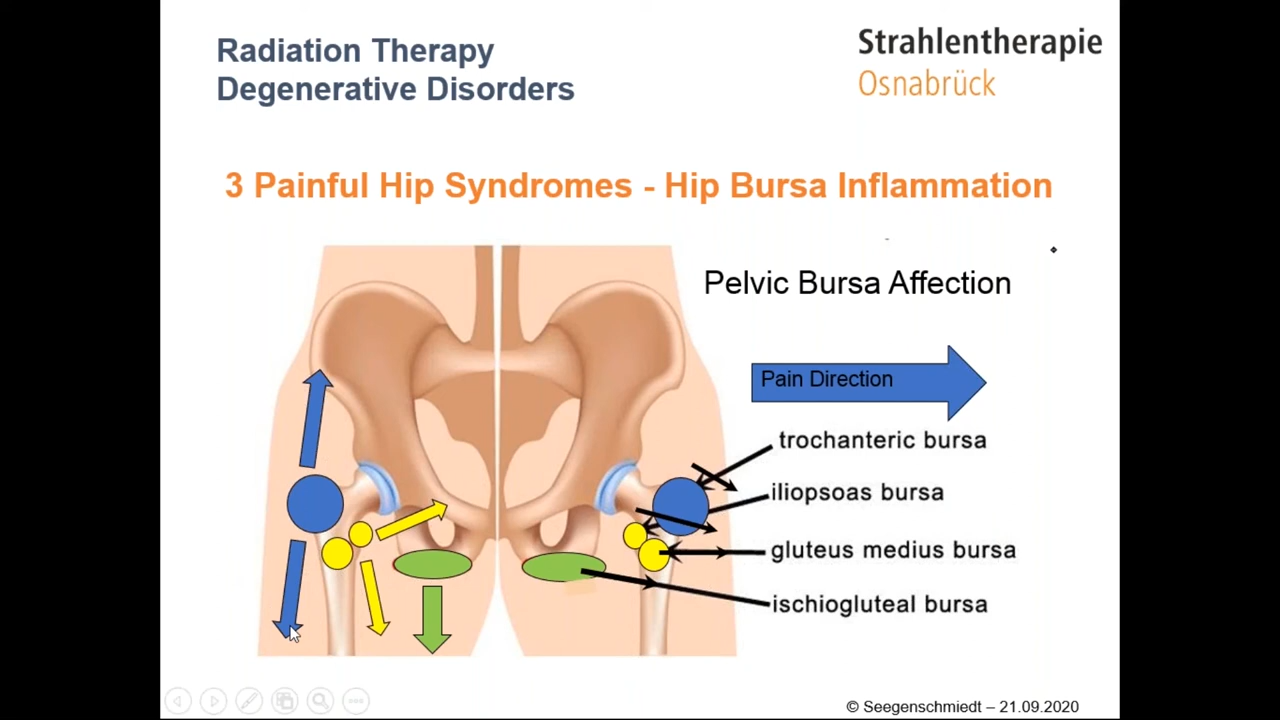 Radiation Therapy
Degenerative Disorders
Strahlentherapie
Osnabrück
3 Painful Hip Syndromes - Hip Bursa Inflammation
Pelvic Bursa Affection
Pain Direction
trochanteric bursa
iliopsoas bursa
gluteus medius bursa
ischiogluteal bursa
© Seegenschmiedt – 21.09.2020